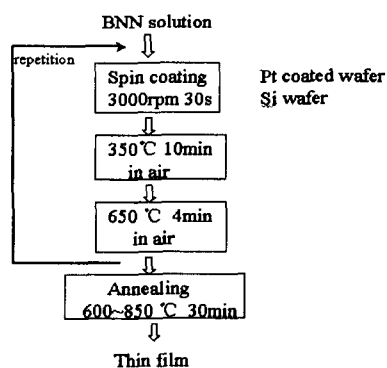 BNN solution
repetition
Spin coating
3000rpm 30s
Pt coated wafer
Si wafer
350℃ 10min
in air
650 ℃ 4min
in air
Annealing
600~850 ℃ 30min
Thin film